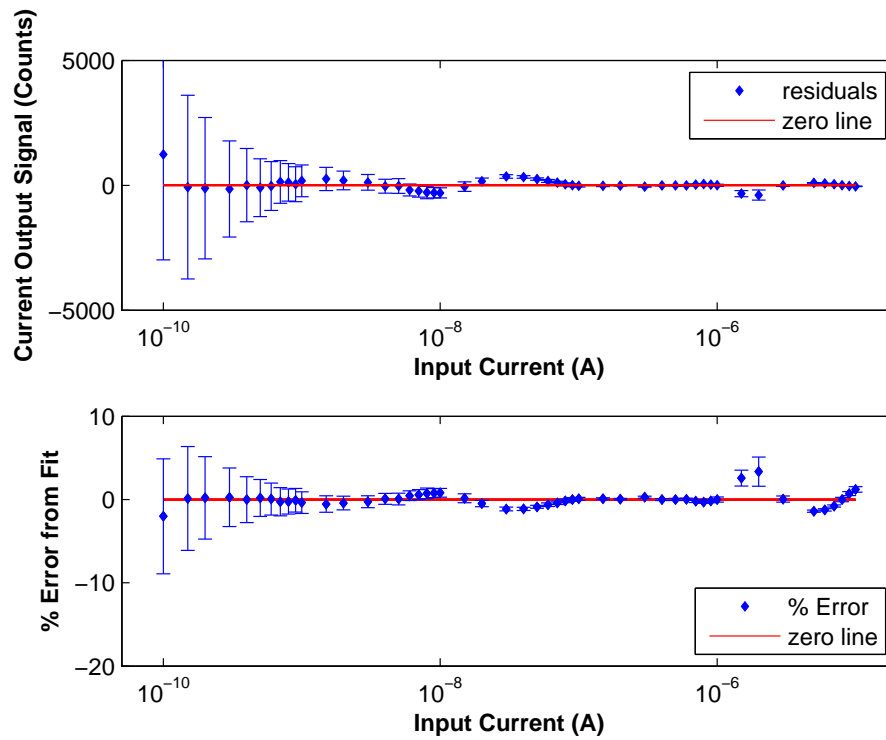 Current Output Signal (Counts)
5000
0
−5000
residuals
zero line
10−10
10−8
10−6
Input Current (A)
% Error from Fit
10
0
−10
−20
% Error
zero line
10−10
10−8
10−6
Input Current (A)